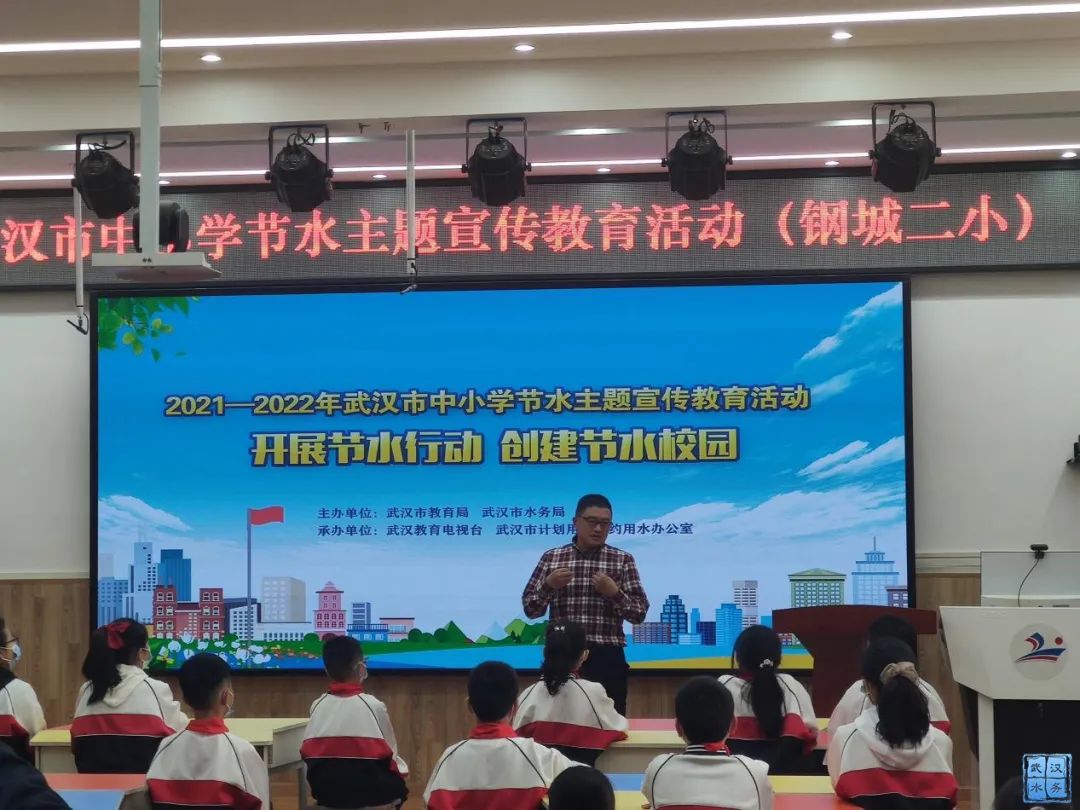 汉市中小学节水主题宣传教育活动（钢城二小）
2021—2022年武汉市中小学节水主题宣传教育活动
开展节水行动 创建节水校园
主办单位：武汉市教育局 武汉市水务局
承办单位：武汉教育电视台 武汉市计划用 约用水办公室
武汉
水务